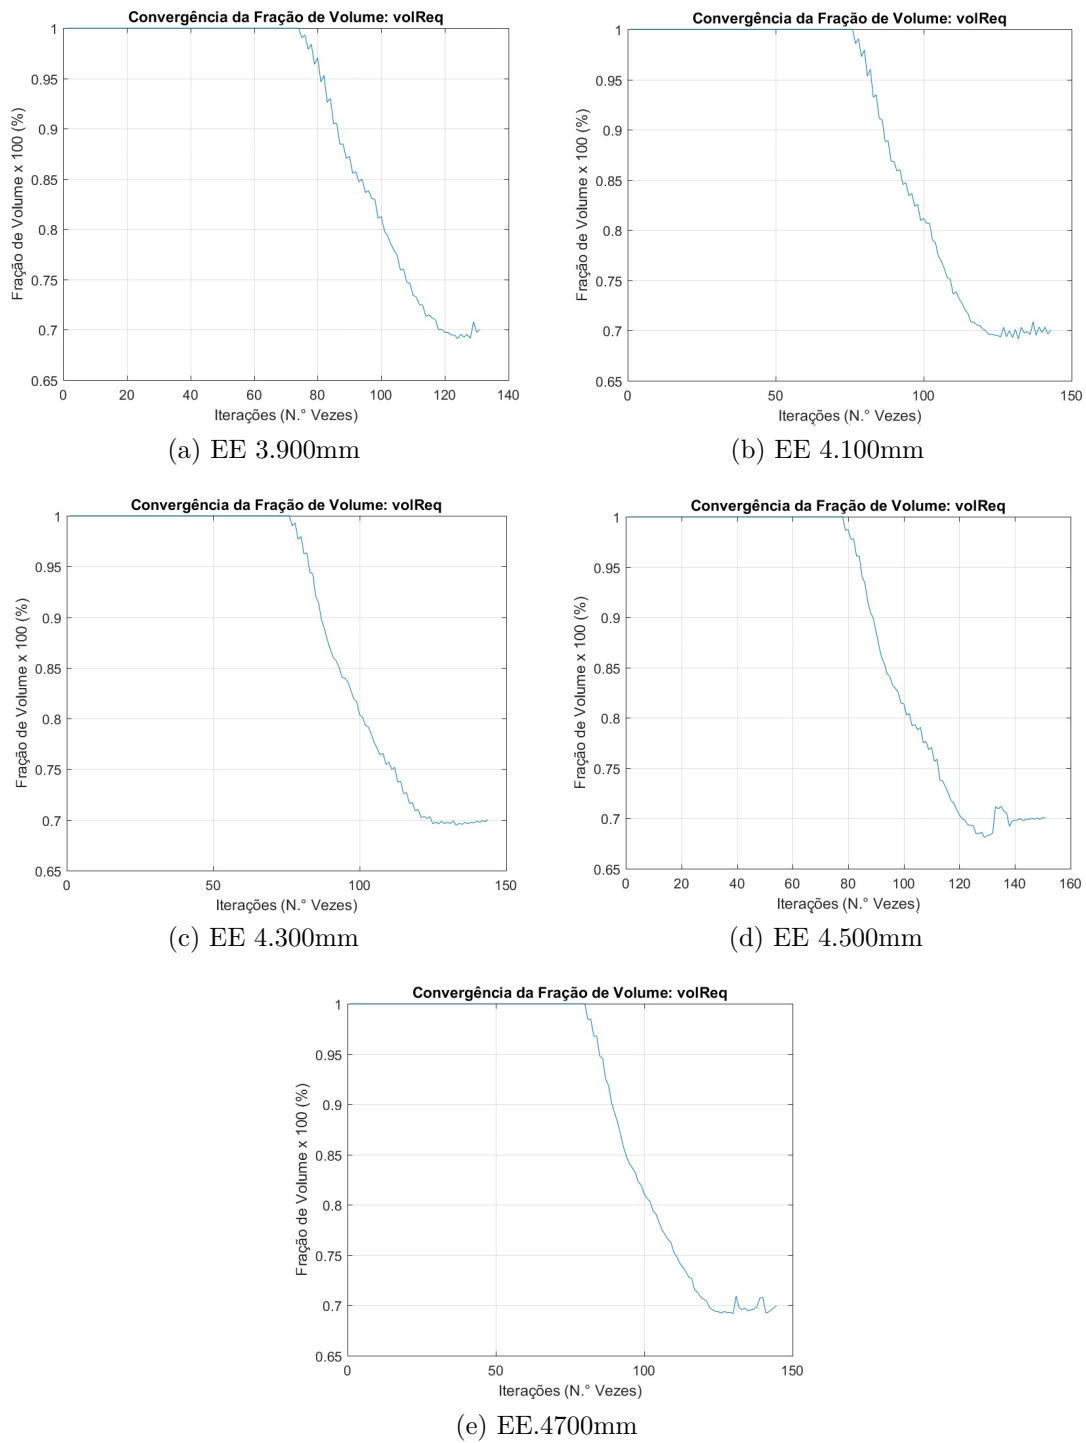 Convergência da Fração de Volume: volReq
Fração de Volume x 100 (%)
1
0.95
0.9
0.85
0.8
0.75
0.7
0.65
0 20 40 60 80 100 120 140
Iterações (N.° Vezes)
(a) EE 3.900mm
Convergência da Fração de Volume: volReq
Fração de Volume x 100 (%)
1
0.95
0.9
0.85
0.8
0.75
0.7
0.65
0 50 100 150
Iterações (N.° Vezes)
(b) EE 4.100mm
Convergência da Fração de Volume: volReq
Fração de Volume x 100 (%)
1
0.95
0.9
0.85
0.8
0.75
0.7
0.65
0 50 100 150
Iterações (N.° Vezes)
(c) EE 4.300mm
Convergência da Fração de Volume: volReq
Fração de Volume x 100 (%)
1
0.95
0.9
0.85
0.8
0.75
0.7
0.65
0 20 40 60 80 100 120 140 160
Iterações (N.° Vezes)
(d) EE 4.500mm
Convergência da Fração de Volume: volReq
Fração de Volume x 100 (%)
1
0.95
0.9
0.85
0.8
0.75
0.7
0.65
0 50 100 150
Iterações (N.° Vezes)
(e) EE.4700mm